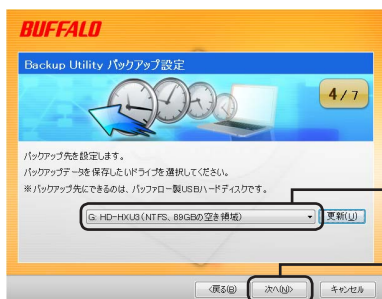 BUFFALO
Backup Utility バックアップ設定
4/7
バックアップ先を設定します。
バックアップデータを保存したいドライブを選択してください。
※バックアップ先にできるのは、バッファロー製USBハードディスクです。
G: HD-HXU3(NTFS、89GBの空き領域)
更新(U)
<戻る(B)
次へ(N)>
キャンセル